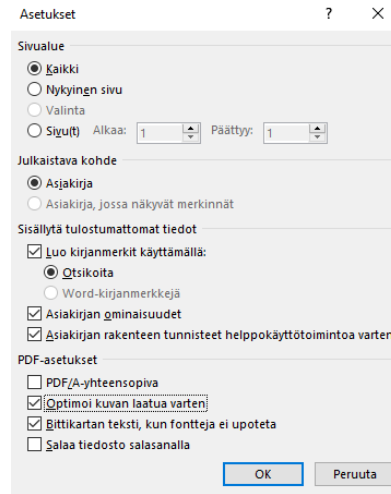 Asetukset ? ×
Sivualue
Kaikki
Nykyinen sivu
Valinta
Sivu(t) Alkaa: 1 Päättyy: 1
Julkaistava kohde
Asiakirja
Asiakirja, jossa näkyvät merkinnät
Sisällytä tulostumattomat tiedot
Luo kirjanmerkit käyttämällä:
Otsikoita
Word-kirjanmerkkejä
Asiakirjan ominaisuudet
Asiakirjan rakenteen tunnisteet helppokäyttötoimintoa varten
PDF-asetukset
PDF/A-yhteensopiva
Optimoi kuvan laatua varten
Bittikartan teksti, kun fontteja ei upoteta
Salaa tiedosto salasanalla
OK Peruuta